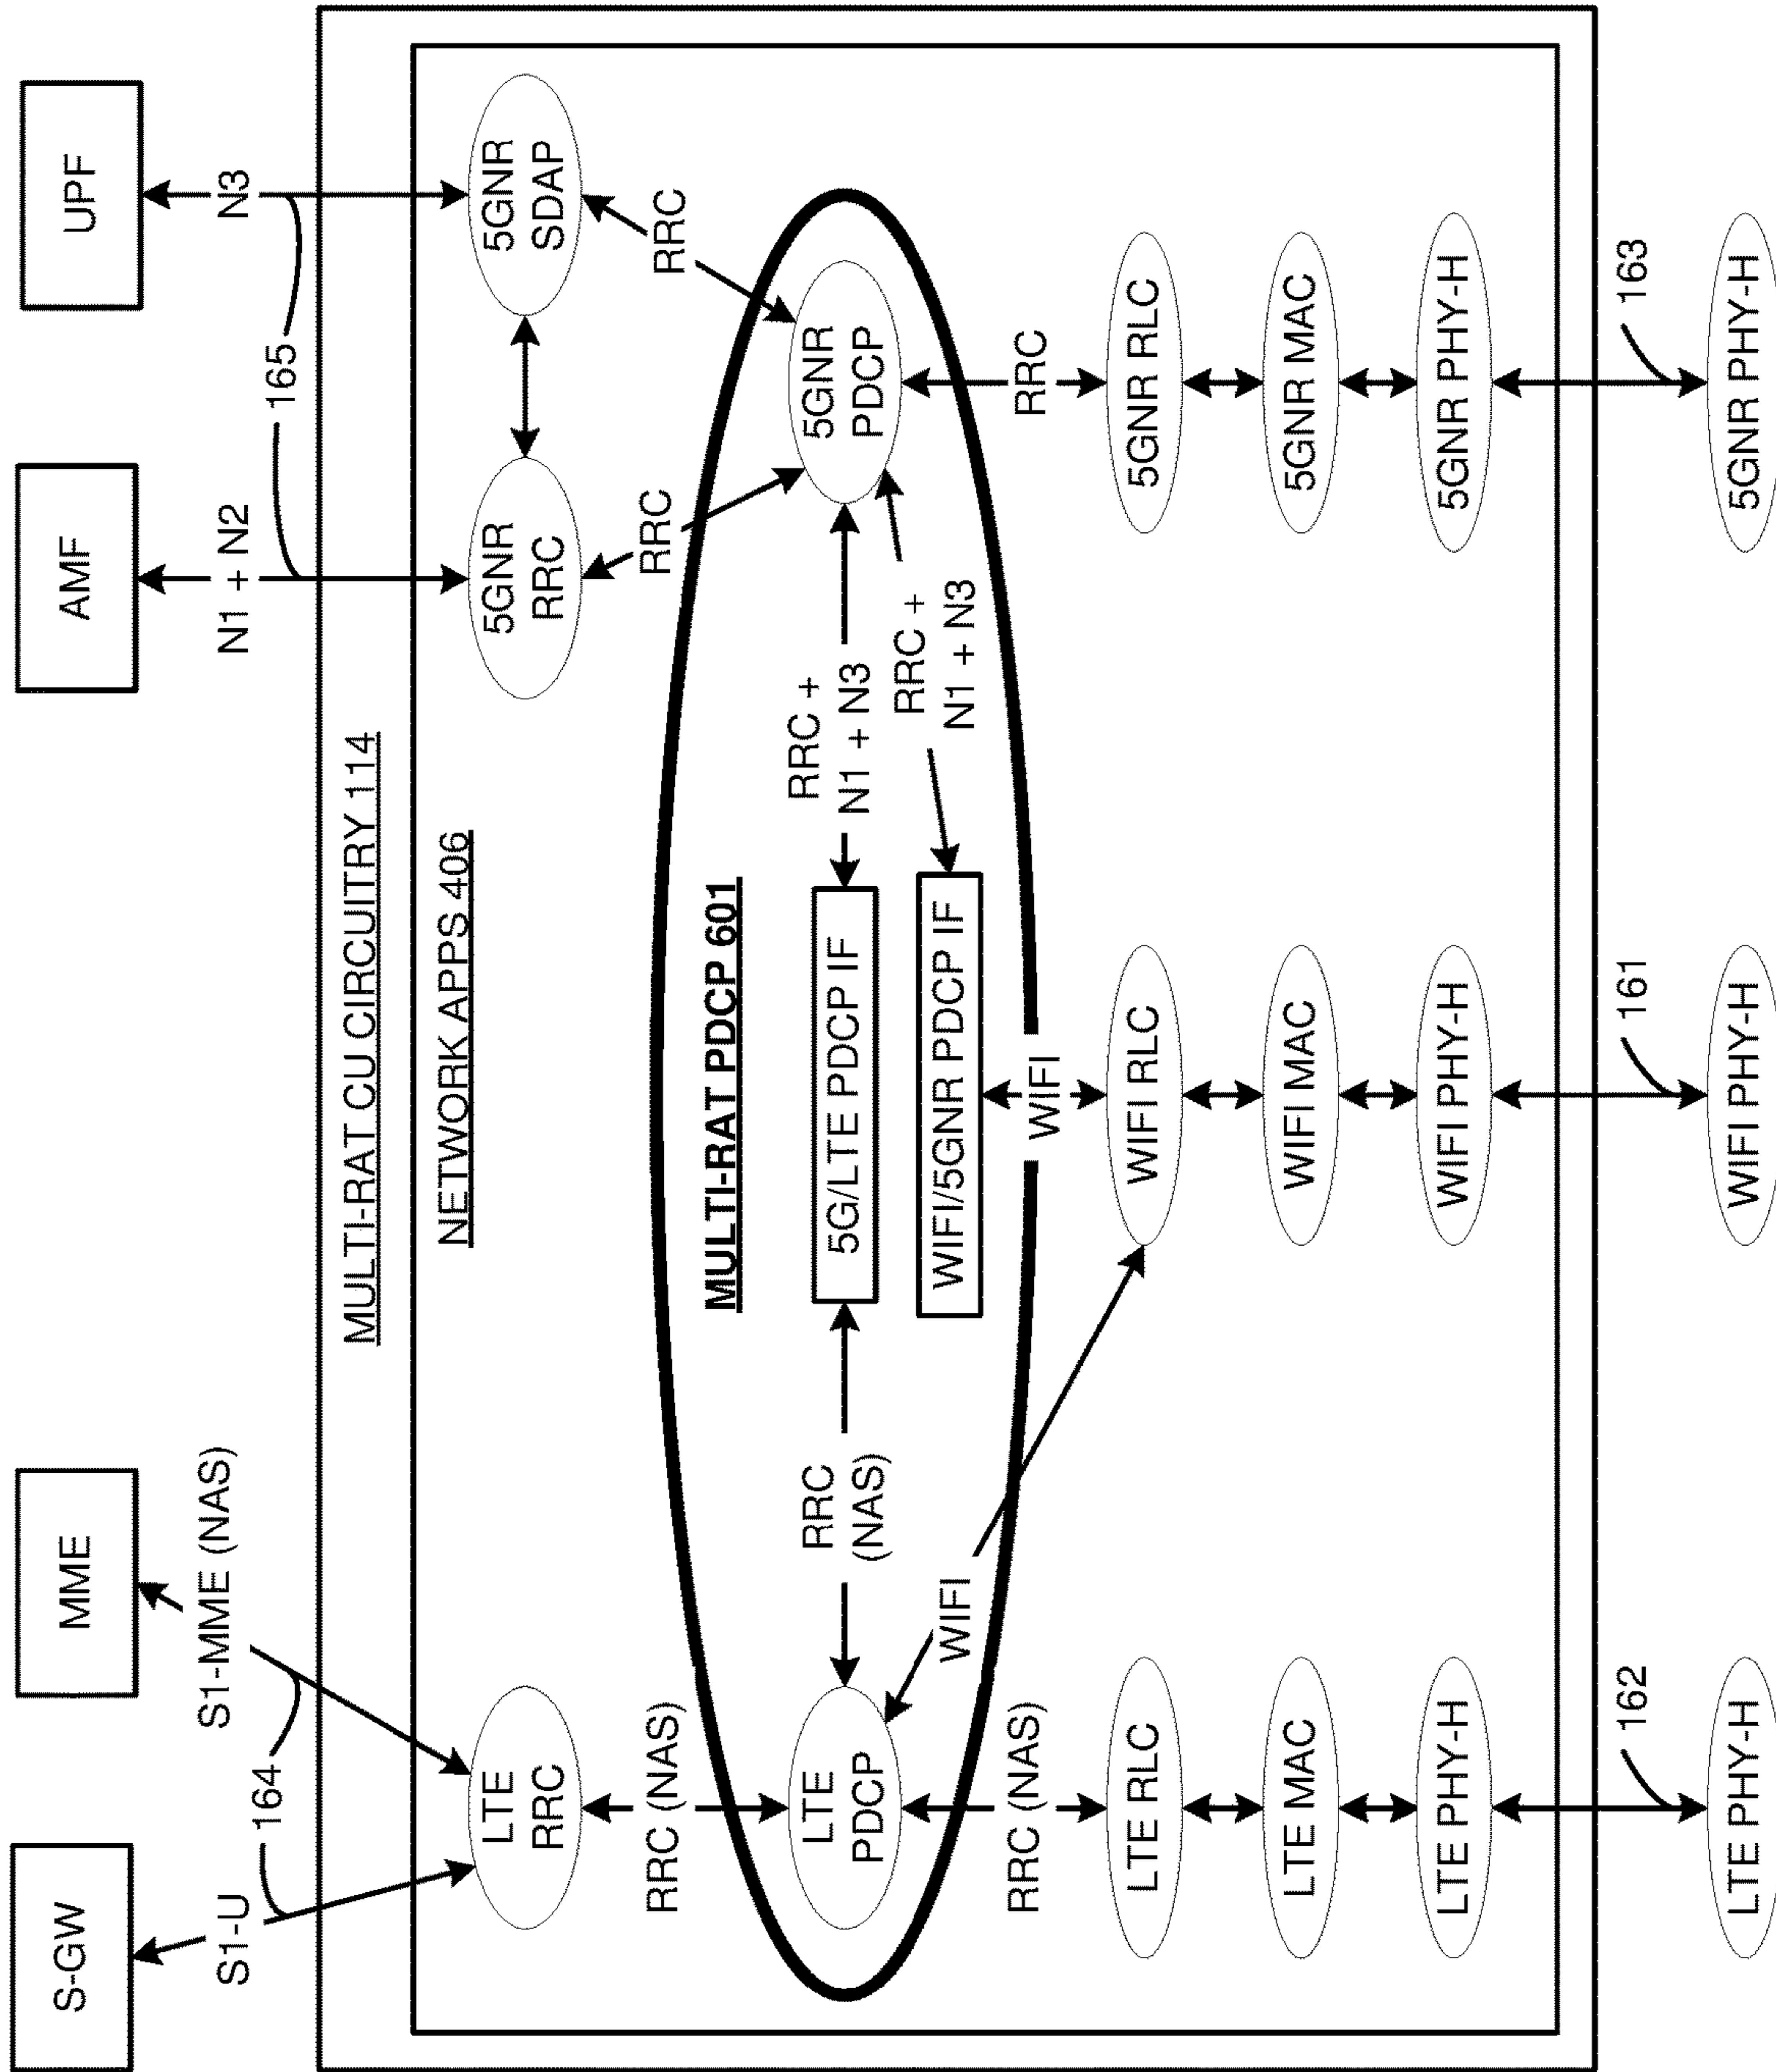 S-GW
MME
AMF
UPF
S1-U
S1-MME (NAS)
N1 + N2
N3
164
165
MULTI-RAT CU CIRCUITRY 114
NETWORK APPS 406
LTE
RRC
5GNR
RRC
5GNR
SDAP
RRC (NAS)
RRC
RRC
MULTI-RAT PDCP 601
LTE
PDCP
RRC
(NAS)
5G/LTE PDCP IF
RRC +
N1 + N3
5GNR
PDCP
WIFI
WIFI/5GNR PDCP IF
RRC +
N1 + N3
RRC (NAS)
WIFI
RRC
LTE RLC
WIFI RLC
5GNR RLC
LTE MAC
WIFI MAC
5GNR MAC
LTE PHY-H
WIFI PHY-H
5GNR PHY-H
162
161
163
LTE PHY-H
WIFI PHY-H
5GNR PHY-H